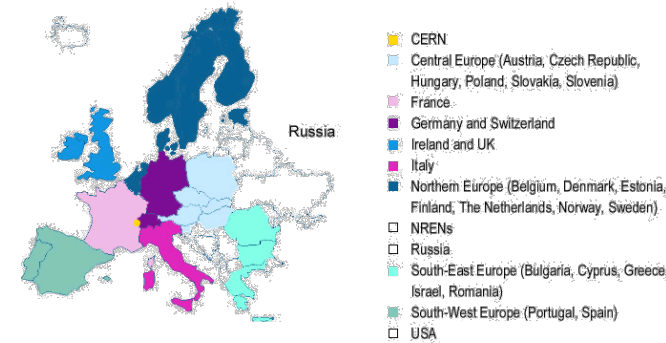 Russia
CERN
Central Europe (Austria, Czech Republic,
Hungary, Poland, Slovakia, Slovenia)
France
Germany and Switzerland
Ireland and UK
Italy
Northern Europe (Belgium, Denmark, Estonia,
Finland, The Netherlands, Norway, Sweden)
NRENs
Russia
South-East Europe (Bulgaria, Cyprus, Greece
Israel, Romania)
South-West Europe (Portugal, Spain)
USA